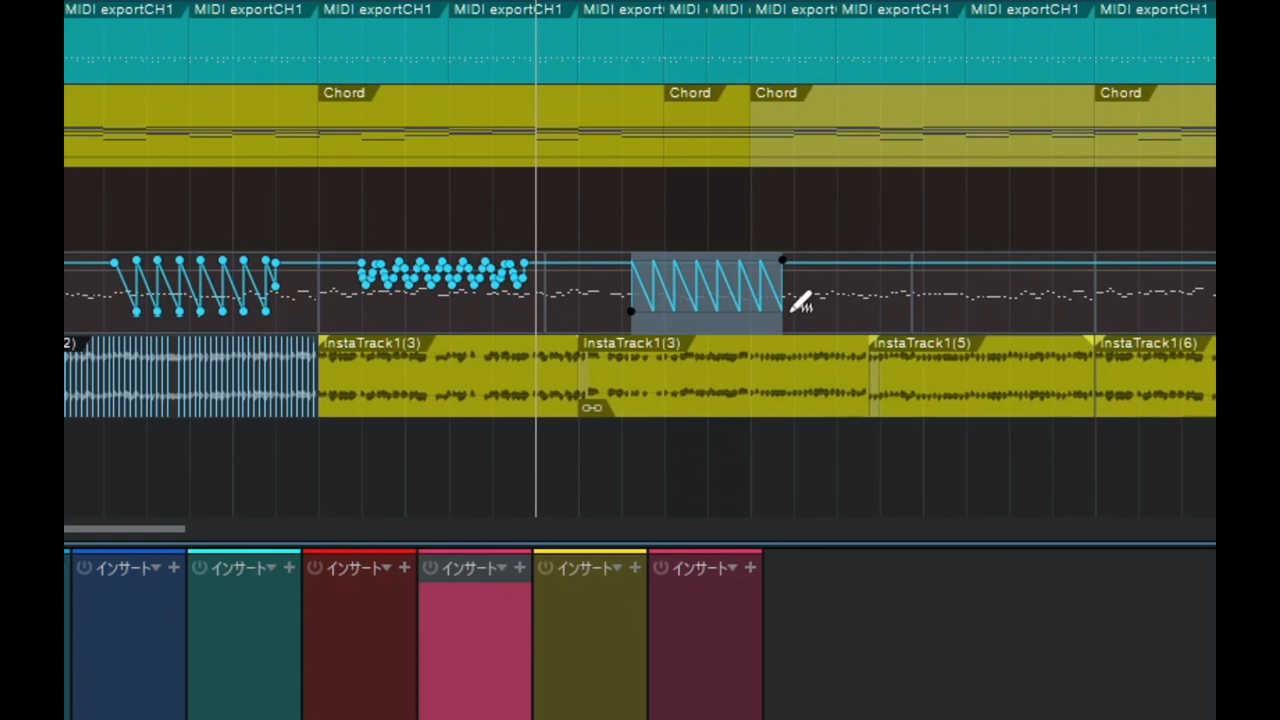 MIDI exportCH1 MIDI exportCH1 MIDI exportCH1 MIDI exportCH1 MIDI export MIDI MIDI MIDI export MIDI exportCH1 MIDI exportCH1 MIDI exportCH1
Chord Chord Chord Chord
2) InstaTrack1(3) InstaTrack1(3) InstaTrack1(5) InstaTrack1(6)
インサート インサート インサート インサート インサート インサート